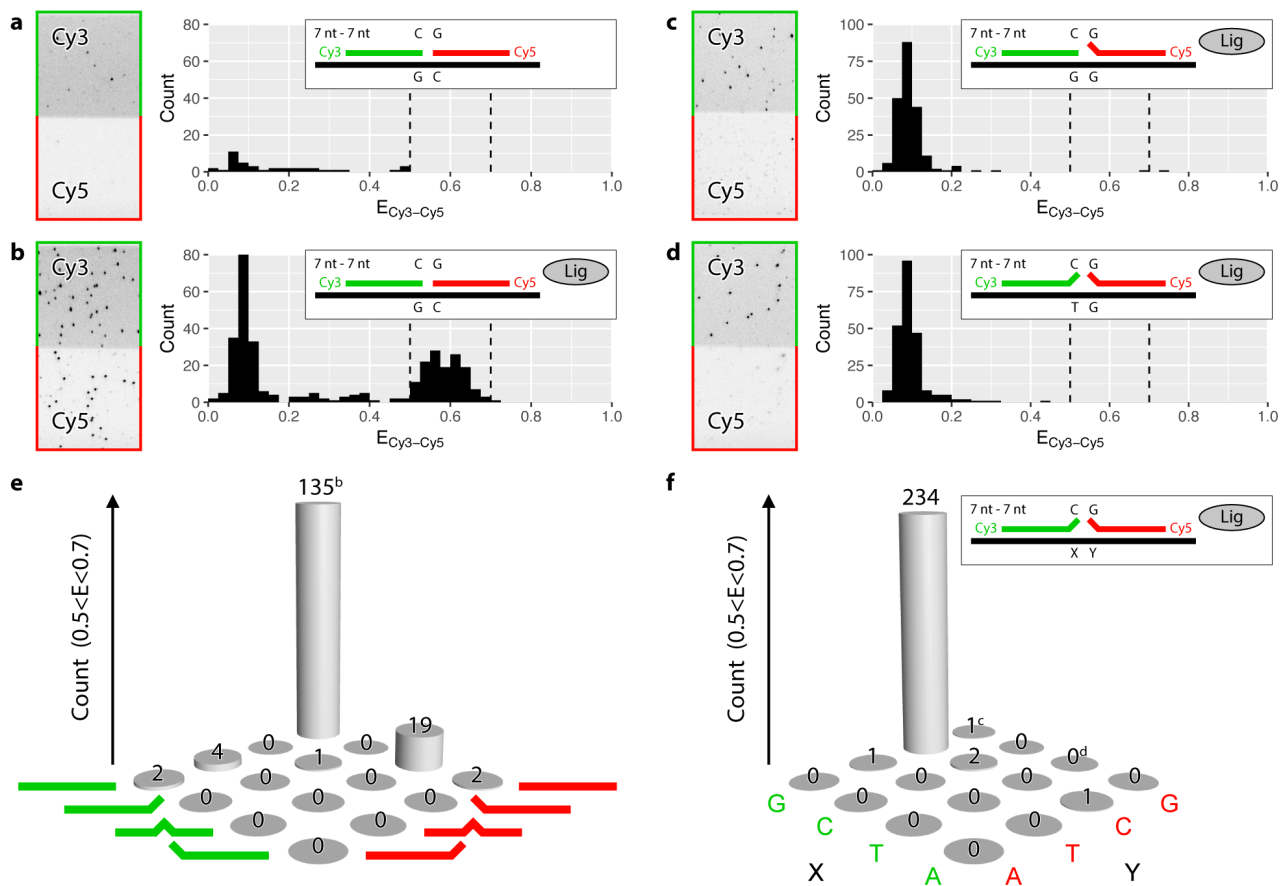 a
Cy3
Cy5
80
60
40
20
0
Count
0.0 0.2 0.4 0.6 0.8 1.0
E Cy3–Cy5
7 nt - 7 nt C G
Cy3 Cy5
G C
b
Cy3
Cy5
80
60
40
20
0
Count
0.0 0.2 0.4 0.6 0.8 1.0
E Cy3–Cy5
7 nt - 7 nt C G
Cy3 Cy5
G C
Lig
c
Cy3
Cy5
100
75
50
25
0
Count
0.0 0.2 0.4 0.6 0.8 1.0
E Cy3–Cy5
7 nt - 7 nt C G
Cy3 Cy5
G G
Lig
d
Cy3
Cy5
100
75
50
25
0
Count
0.0 0.2 0.4 0.6 0.8 1.0
E Cy3–Cy5
7 nt - 7 nt C G
Cy3 Cy5
T G
Lig
e
Count (0.5<E<0.7)
135b
0 0 19
4 1
2 0 0 2
0 0 0
0 0
0
f
Count (0.5<E<0.7)
234
7 nt - 7 nt C G
Cy3 Cy5
X Y
Lig
1c
1 2 0 0d
0 0 0 0
0 0 1
0 0
0
G G
C C
T T
X A A Y